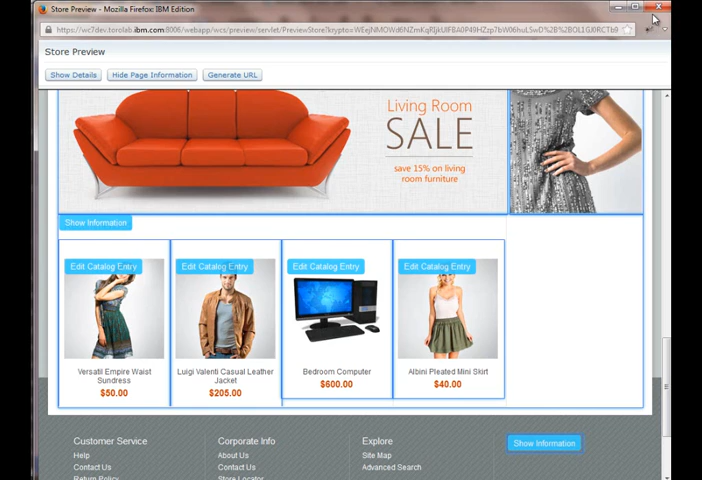 Store Preview - Mozilla Firefox: IBM Edition
Store Preview
Show Details
Hide Page Information
Generate URL
Living Room
SALE
save 15% on living
room furniture
Show Information
Edit Catalog Entry
Edit Catalog Entry
Edit Catalog Entry
Edit Catalog Entry
Versatil Empire Waist
Sundress
$50.00
Luigi Valenti Casual Leather
Jacket
$205.00
Bedroom Computer
$600.00
Albini Pleated Mini Skirt
$40.00
Customer Service
Help
Contact Us
Return Policy
Corporate Info
About Us
Contact Us
Store Locator
Explore
Site Map
Advanced Search
Show Information